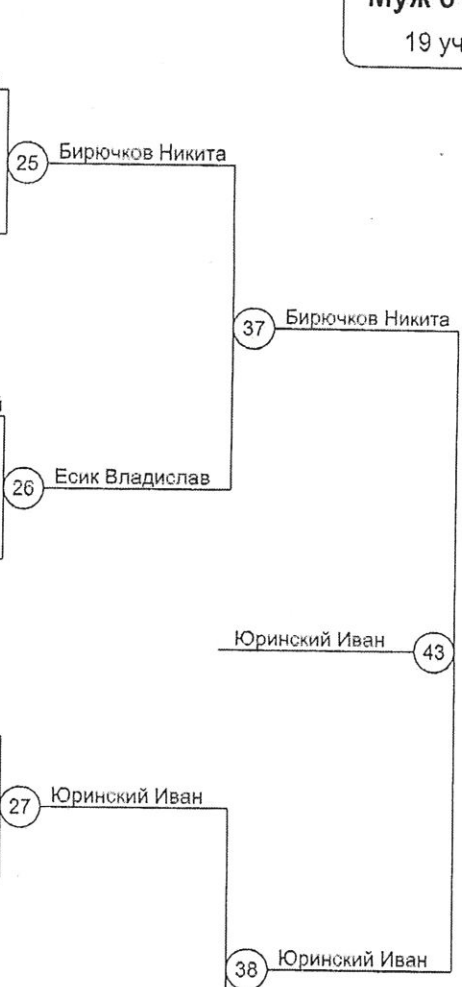 19 уч
25 Бирючков Никита
37 Бирючков Никита
26 Есик Владислав
Юринский Иван 43
27 Юринский Иван
38 Юринский Иван